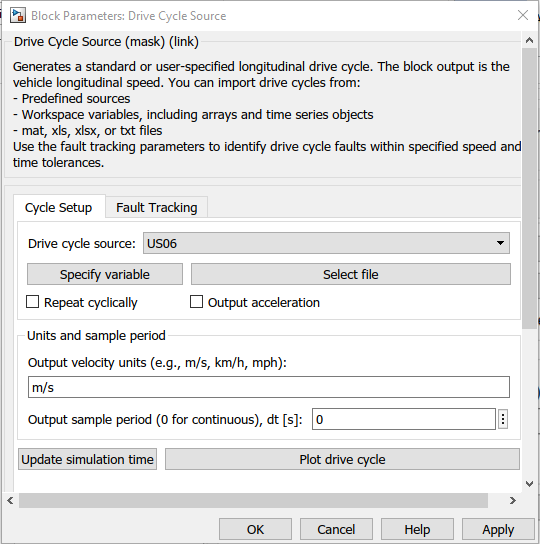 Block Parameters: Drive Cycle Source
Drive Cycle Source (mask) (link)
Generates a standard or user-specified longitudinal drive cycle. The block output is the
vehicle longitudinal speed. You can import drive cycles from:
- Predefined sources
- Workspace variables, including arrays and time series objects
- mat, xls, xlsx, or txt files
Use the fault tracking parameters to identify drive cycle faults within specified speed and
time tolerances.
Cycle Setup Fault Tracking
Drive cycle source: US06
Specify variable Select file
Repeat cyclically Output acceleration
Units and sample period
Output velocity units (e.g., m/s, km/h, mph):
m/s
Output sample period (0 for continuous), dt [s]: 0
Update simulation time Plot drive cycle
OK Cancel Help Apply